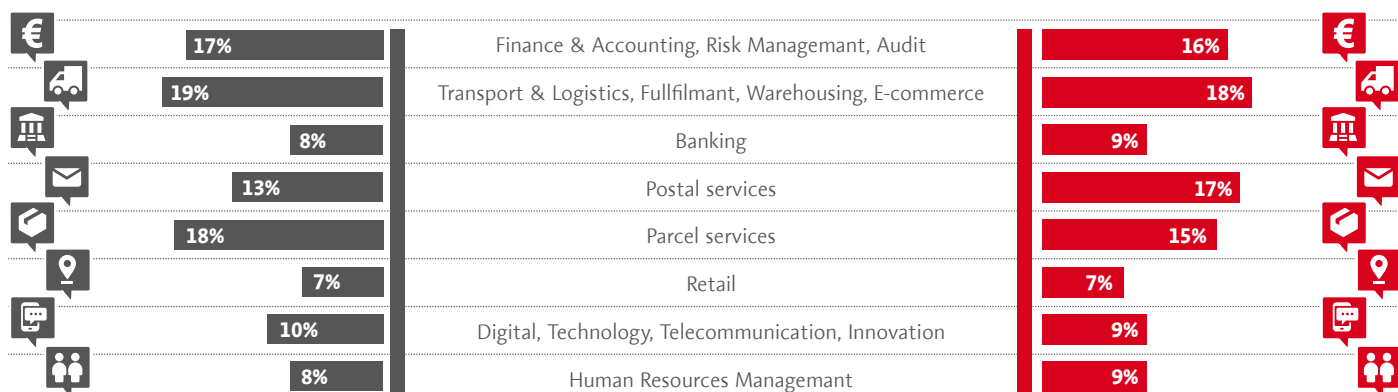 17% Finance & Accounting, Risk Managemant, Audit 16%
19% Transport & Logistics, Fullfilmant, Warehousing, E-commerce 18%
8% Banking 9%
13% Postal services 17%
18% Parcel services 15%
7% Retail 7%
10% Digital, Technology, Telecommunication, Innovation 9%
8% Human Resources Management 9%